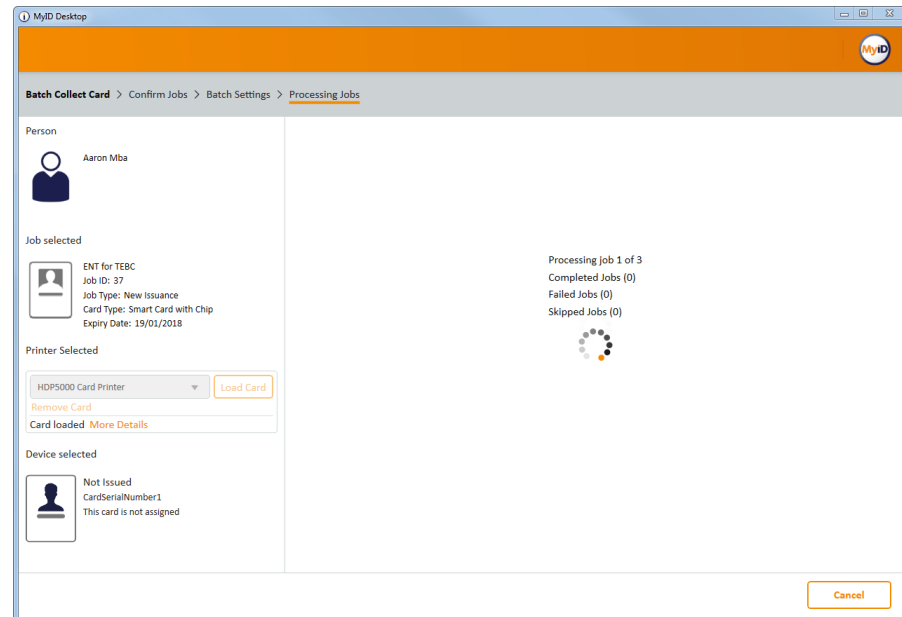 MyID Desktop
MyID
Batch Collect Card > Confirm Jobs > Batch Settings > Processing Jobs
Person
Aaron Mba
Job selected
ENT for TEBC
Job ID: 37
Job Type: New Issuance
Card Type: Smart Card with Chip
Expiry Date: 19/01/2018
Printer Selected
HDP5000 Card Printer
Load Card
Remove Card
Card loaded More Details
Device selected
Not Issued
CardSerialNumber1
This card is not assigned
Processing job 1 of 3
Completed Jobs (0)
Failed Jobs (0)
Skipped Jobs (0)
Cancel